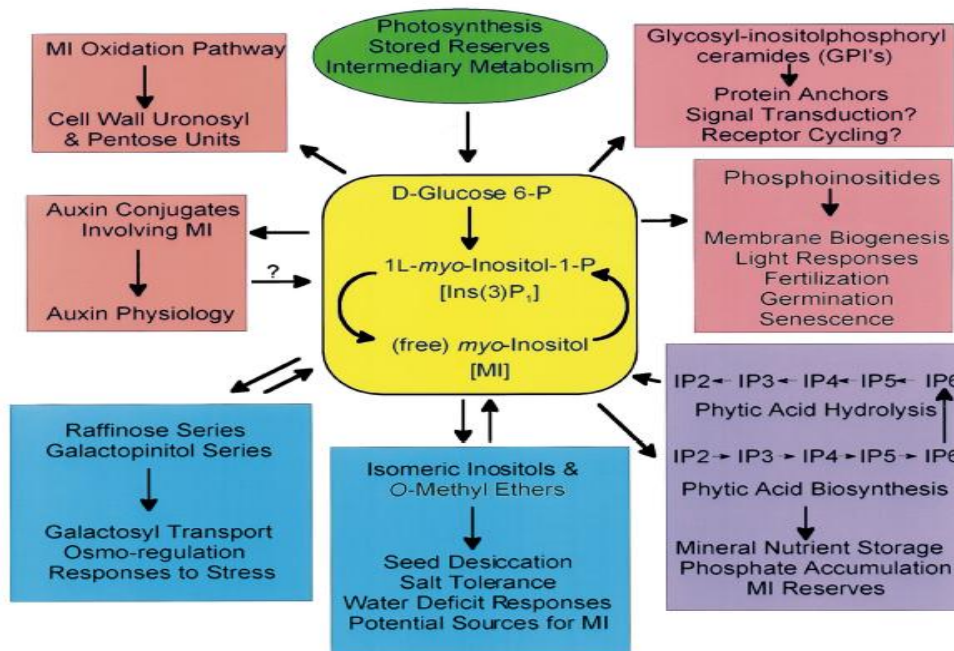 Photosynthesis
Stored Reserves
Intermediary Metabolism
MI Oxidation Pathway
Cell Wall Uronosyl
& Pentose Units
Glycosyl-inositolphosphoryl
ceramides (GPI's)
Protein Anchors
Signal Transduction?
Receptor Cycling?
D-Glucose 6-P
1L-myo-Inositol-1-P
[Ins(3)P₁]
(free) myo-Inositol
[MI]
Auxin Conjugates
Involving MI
Auxin Physiology
?
Phosphoinositides
Membrane Biogenesis
Light Responses
Fertilization
Germination
Senescence
Raffinose Series
Galactopinitol Series
Galactosyl Transport
Osmo-regulation
Responses to Stress
Isomeric Inositols &
O-Methyl Ethers
Seed Desiccation
Salt Tolerance
Water Deficit Responses
Potential Sources for MI
IP2←IP3←IP4←IP5←IP6
Phytic Acid Hydrolysis
IP2→IP3→IP4→IP5→IP6
Phytic Acid Biosynthesis
Mineral Nutrient Storage
Phosphate Accumulation
MI Reserves